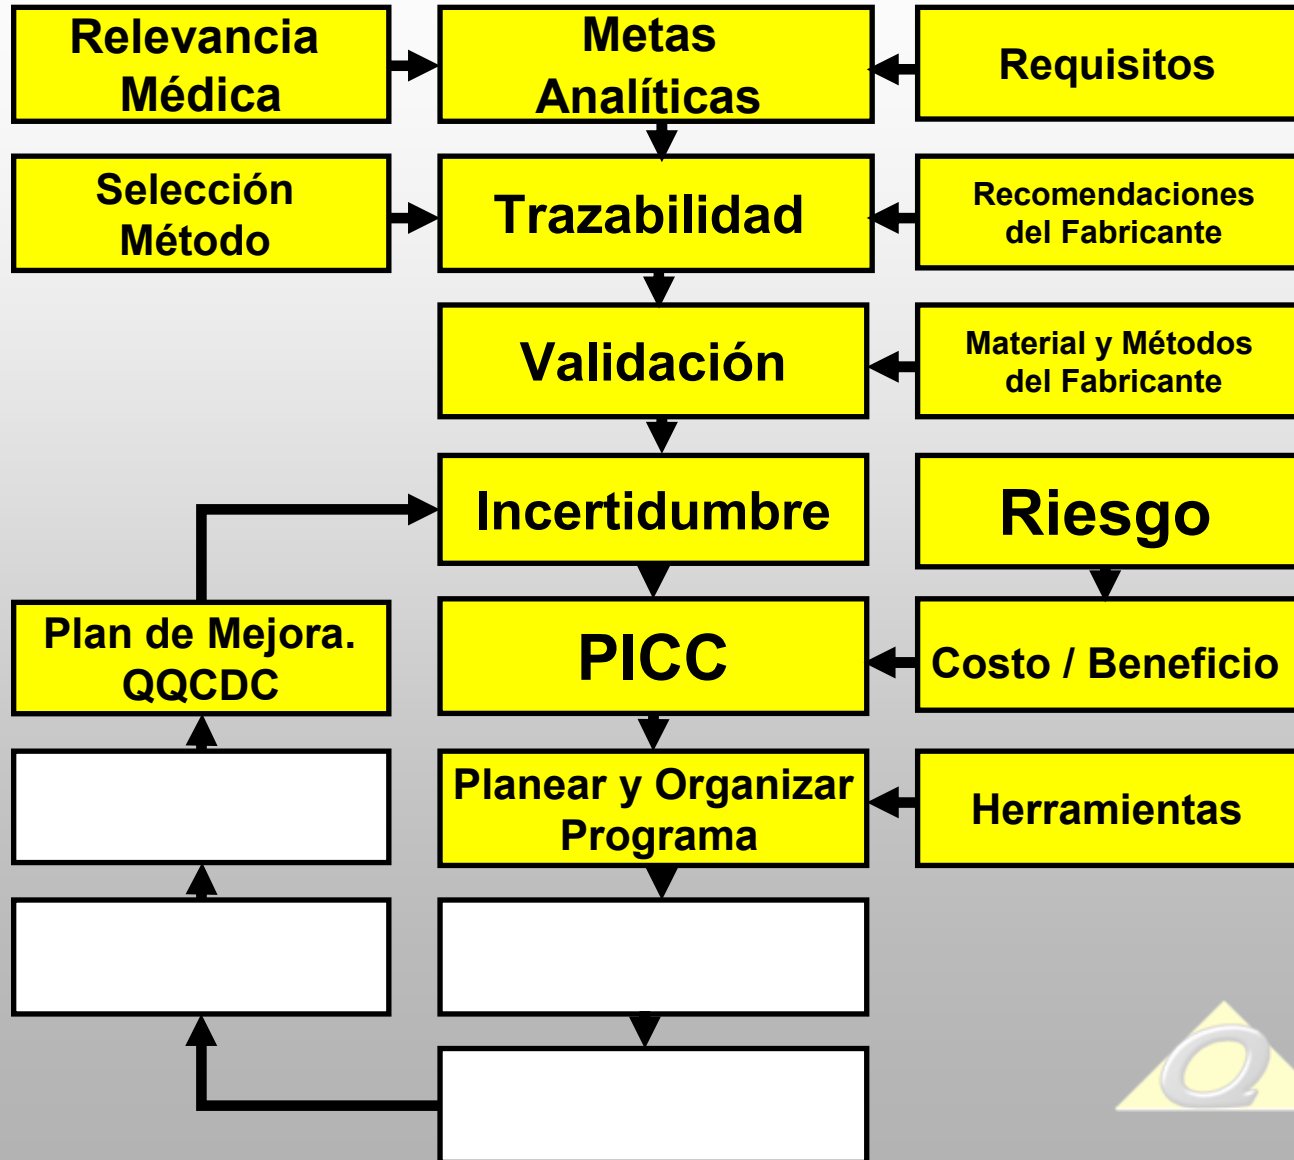 Relevancia
Médica
Metas
Analíticas
Requisitos
Selección
Método
Trazabilidad
Recomendaciones
del Fabricante
Validación
Material y Métodos
del Fabricante
Incertidumbre
Riesgo
Plan de Mejora.
QQCDC
PICC
Costo / Beneficio
Planear y Organizar
Programa
Herramientas
Q